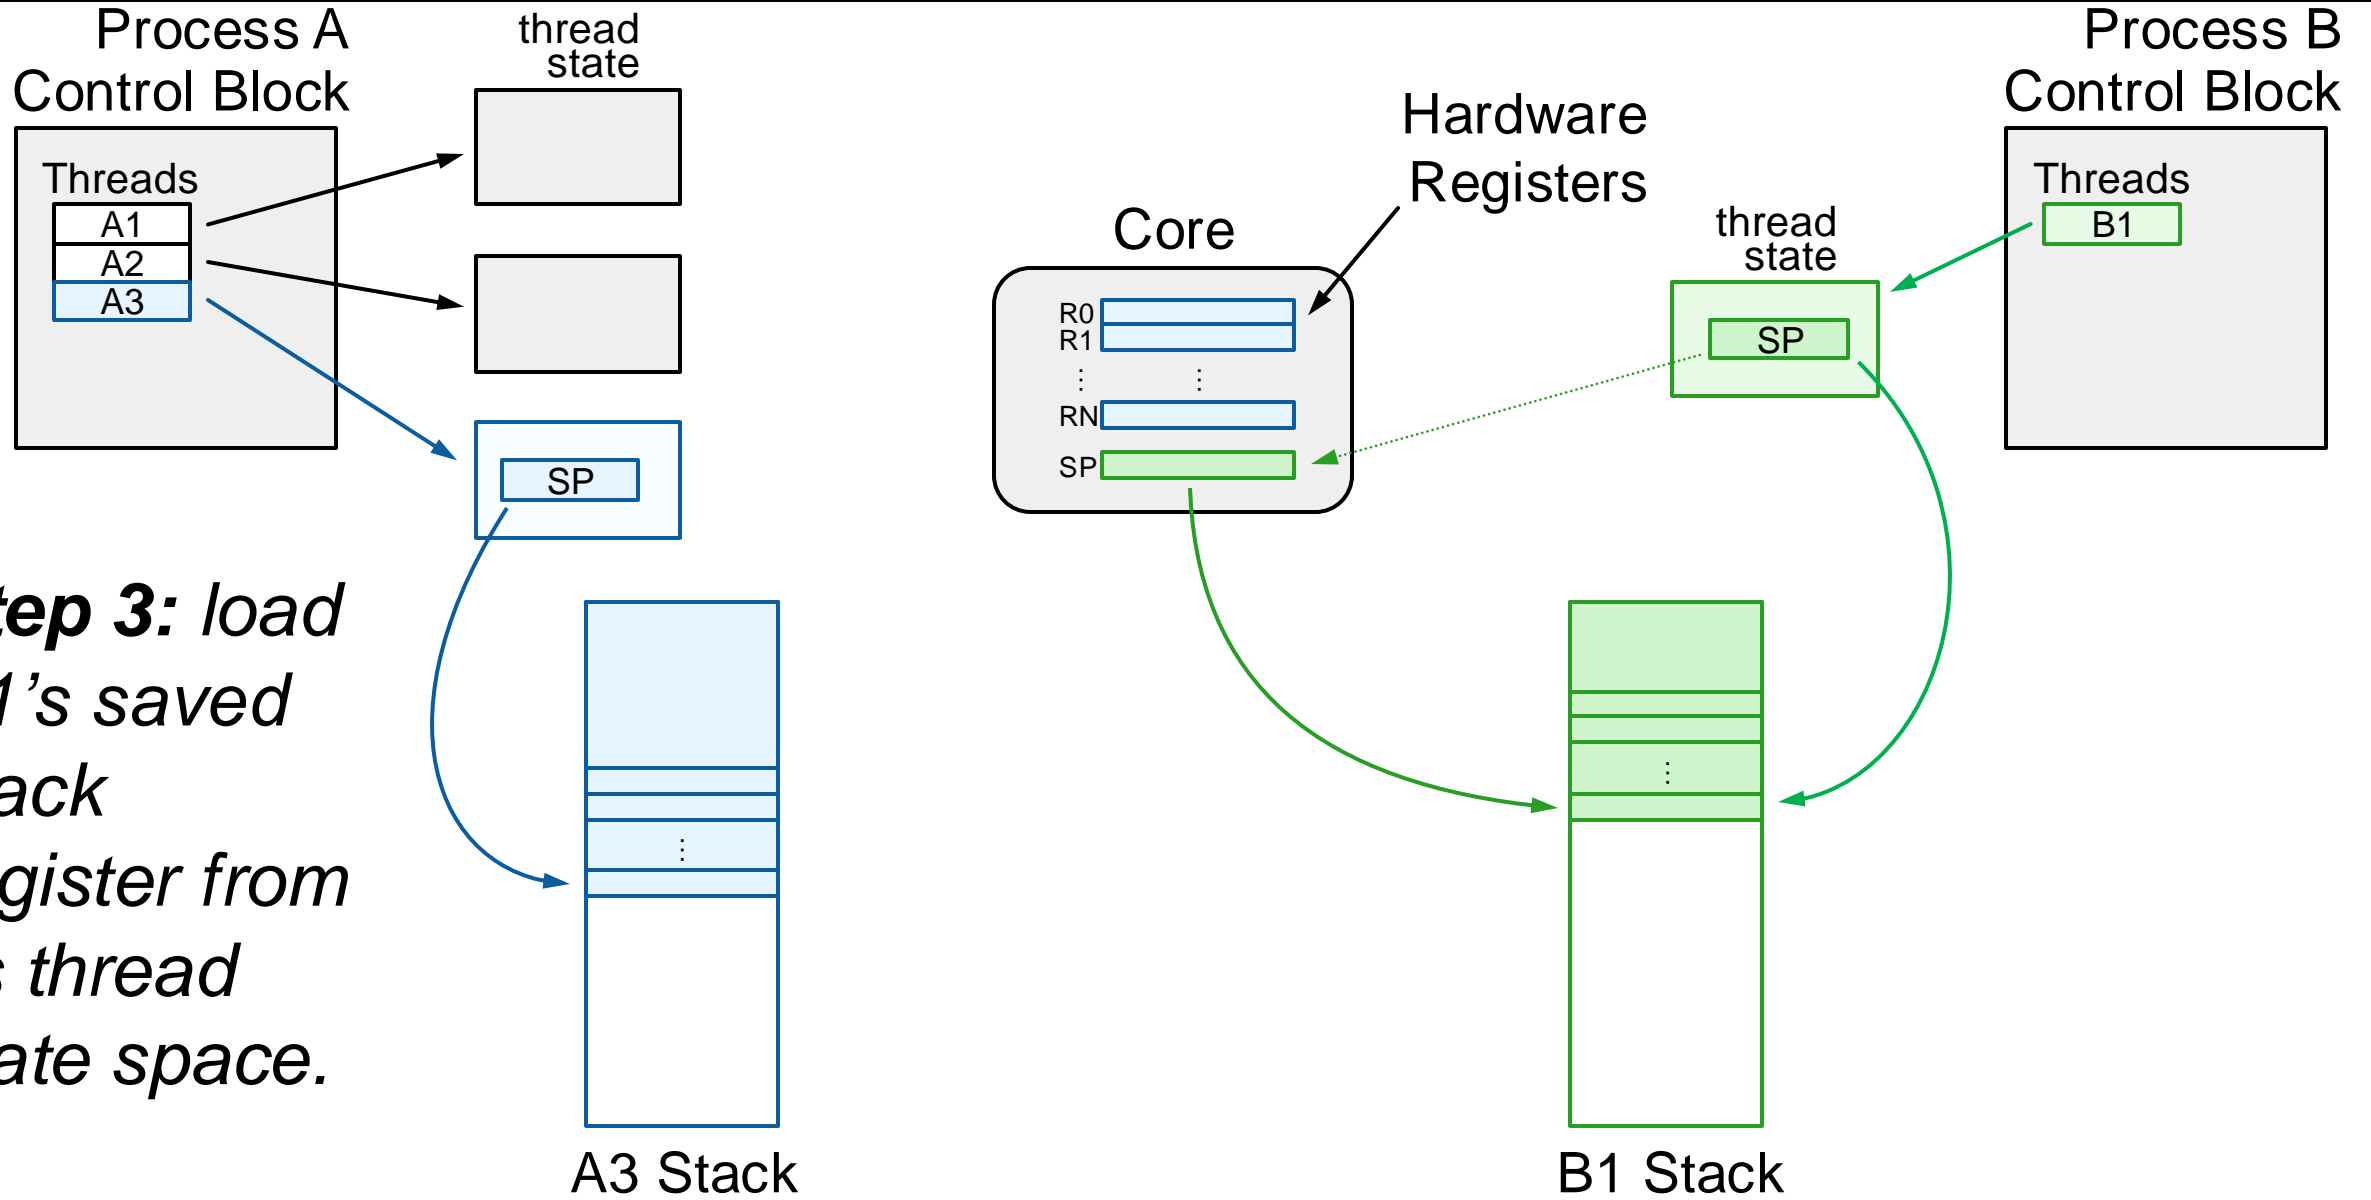 Process A
Control Block
Threads
A1
A2
A3
thread
state
SP
tep 3: load
1’s saved
ack
gister from
s thread
ate space.
A3 Stack
Hardware
Registers
Core
R0
R1
⋮ ⋮
RN
SP
thread
state
SP
Process B
Control Block
Threads
B1
⋮
⋮
B1 Stack